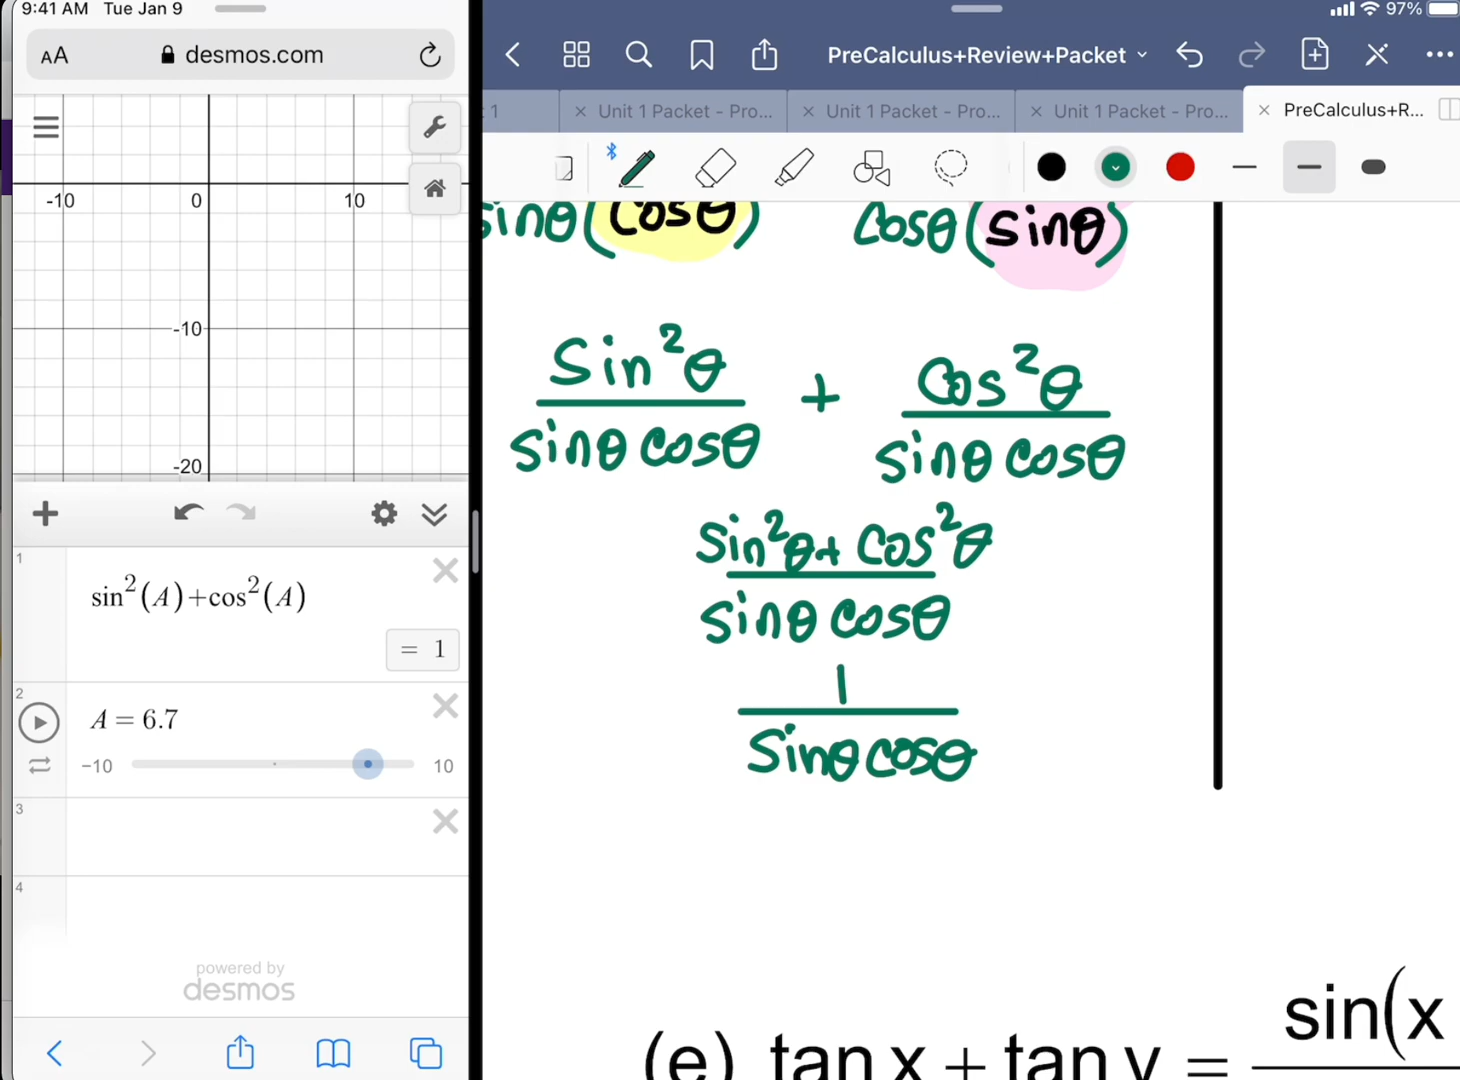 9:41 AM Tue Jan 9
97%
AA desmos.com
PreCalculus+Review+Packet
1
× Unit 1 Packet - Pro...
× Unit 1 Packet - Pro...
× Unit 1 Packet - Pro...
× PreCalculus+R...
-10 0 10
-10
-20
1
sin²(A)+cos²(A)
= 1
2
A = 6.7
−10 10
3
4
powered by
desmos
sinθ(cosθ) cosθ(sinθ)
sin²θ/sinθ cosθ + cos²θ/sinθ cosθ
sin²θ+ cos²θ
sinθ cosθ
1
sinθ cosθ
sin(x
(e) tan x + tan y =